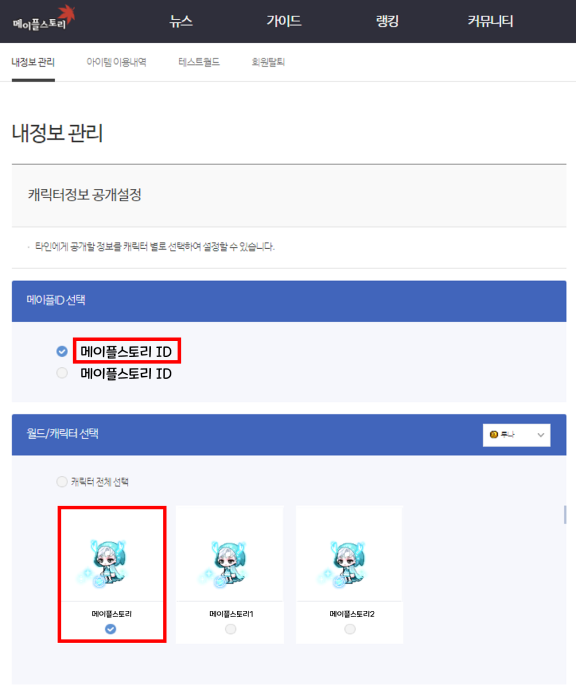 메이플스토리
뉴스 가이드 랭킹 커뮤니티
내정보 관리 아이템 이용내역 테스트월드 회원탈퇴
내정보 관리
캐릭터정보 공개설정
· 타인에게 공개할 정보를 캐릭터 별로 선택하여 설정할 수 있습니다.
메이플ID 선택
메이플스토리 ID
메이플스토리 ID
월드/캐릭터 선택 루나
캐릭터 전체 선택
메이플스토리 메이플스토리1 메이플스토리2